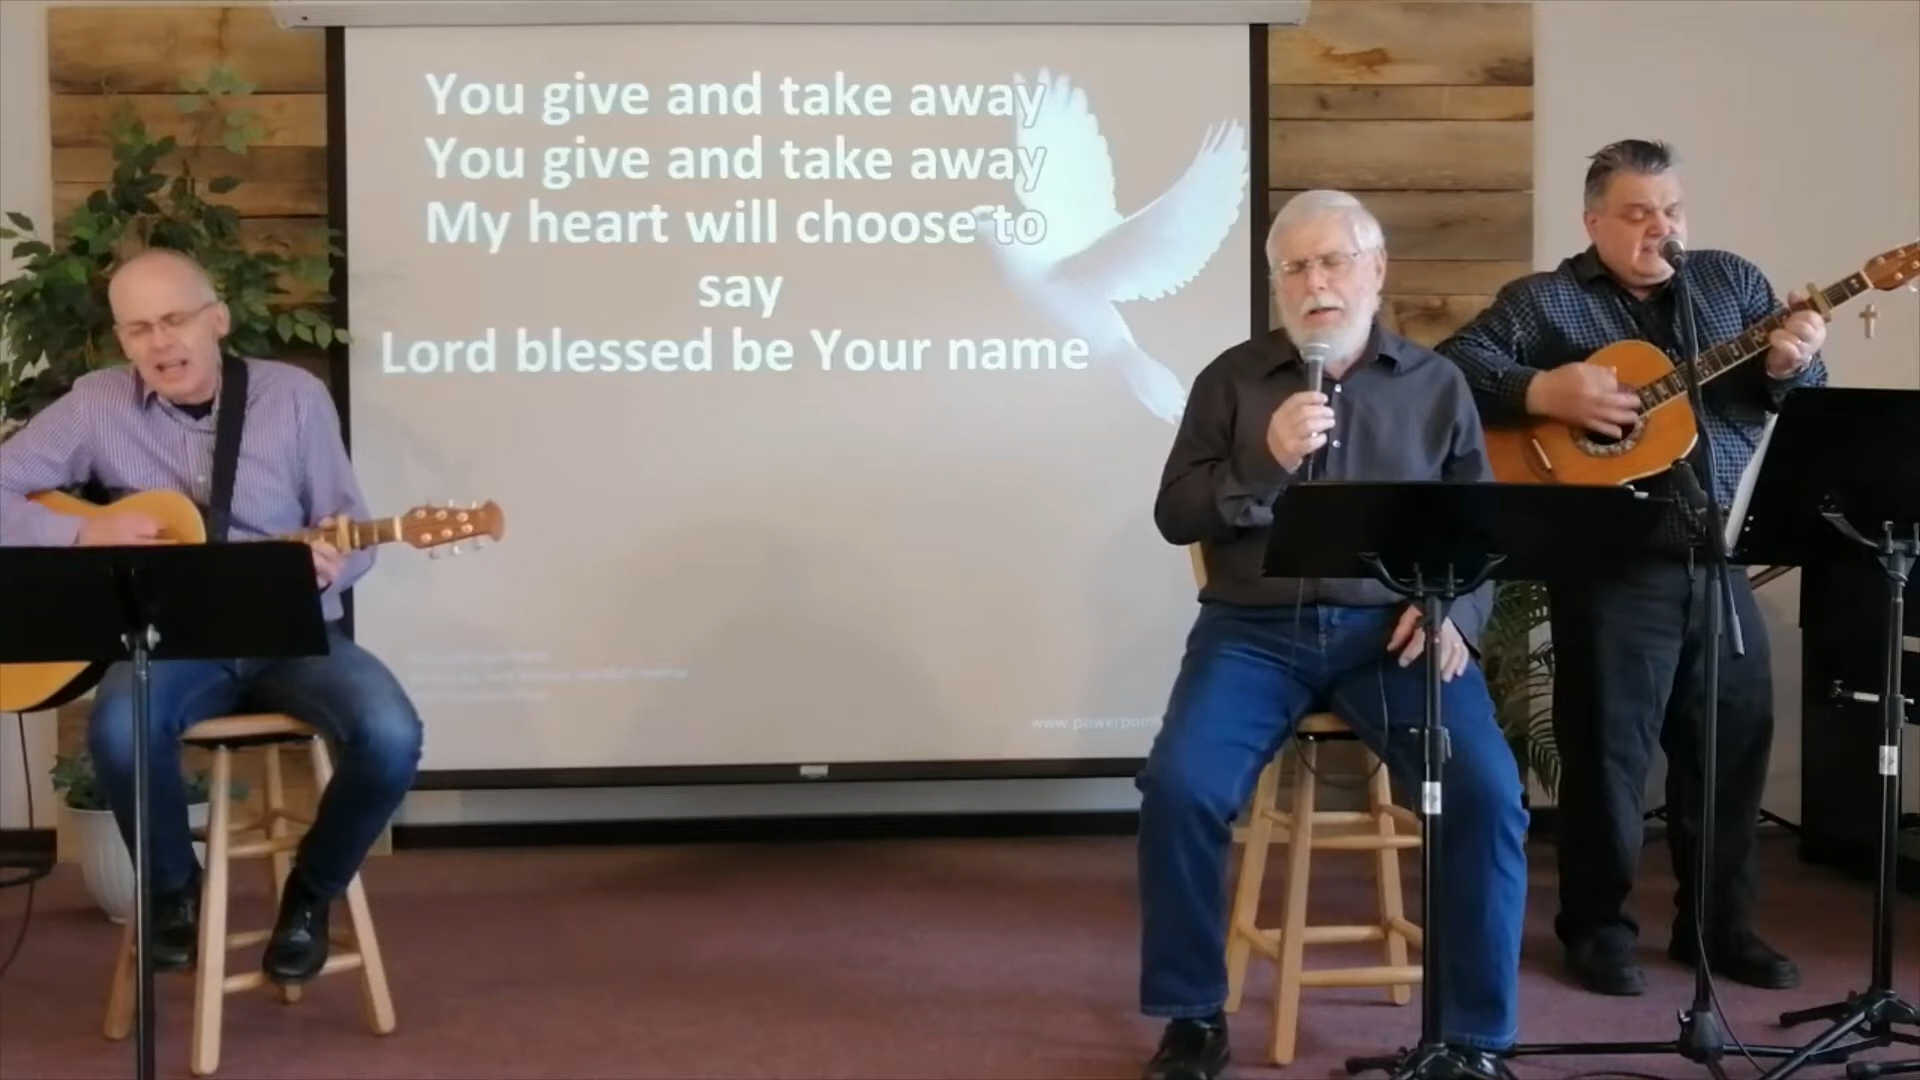 You give and take away
You give and take away
My heart will choose to
say
Lord blessed be Your name